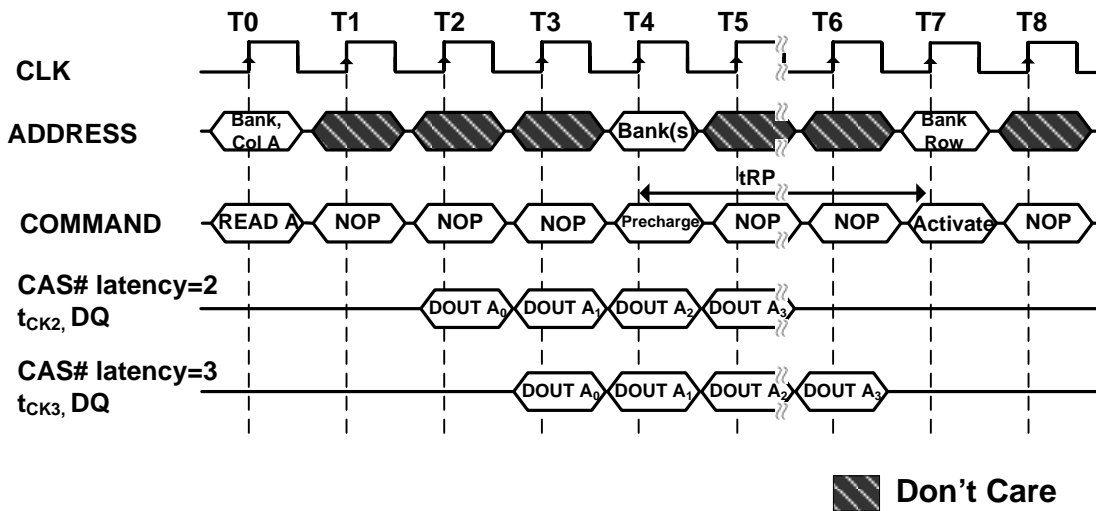 T0 T1 T2 T3 T4 T5 T6 T7 T8
CLK
ADDRESS
Bank,
Col A
Bank(s)
Bank
Row
tRP
COMMAND
READ A NOP NOP NOP Precharge NOP NOP Activate NOP
CAS# latency=2
tCK2, DQ
DOUT A0 DOUT A1 DOUT A2 DOUT A3
CAS# latency=3
tCK3, DQ
DOUT A0 DOUT A1 DOUT A2 DOUT A3
Don't Care